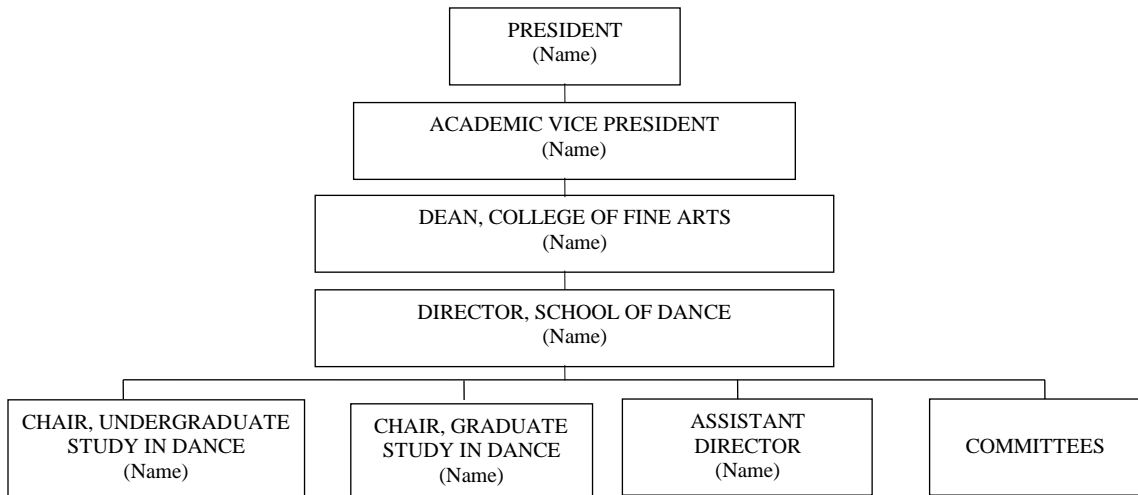 PRESIDENT
(Name)
ACADEMIC VICE PRESIDENT
(Name)
DEAN, COLLEGE OF FINE ARTS
(Name)
DIRECTOR, SCHOOL OF DANCE
(Name)
CHAIR, UNDERGRADUATE
STUDY IN DANCE
(Name)
CHAIR, GRADUATE
STUDY IN DANCE
(Name)
ASSISTANT
DIRECTOR
(Name)
COMMITTEES